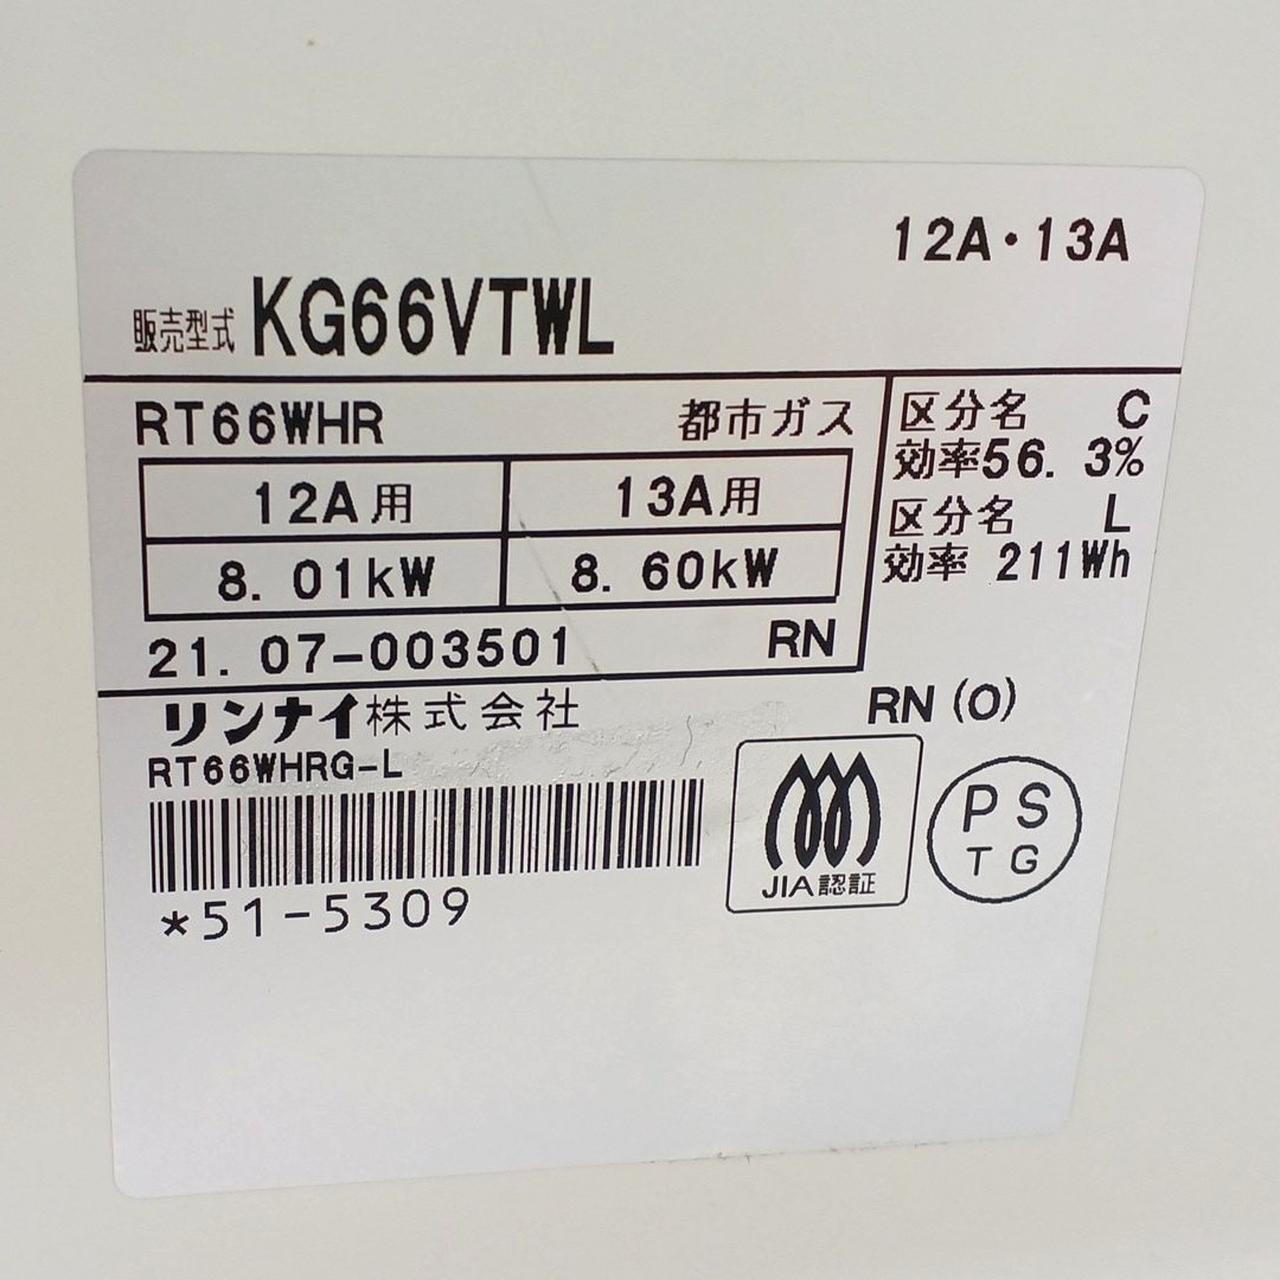 12A・13A
販売型式 KG66VTWL
RT66WHR 都市ガス
12A用 13A用
8.01kW 8.60kW
21.07-003501 RN
区分名 C
効率56.3%
区分名 L
効率 211Wh
リンナイ株式会社
RN(O)
RT66WHRG-L
*51-5309
JIA認証
PS
TG